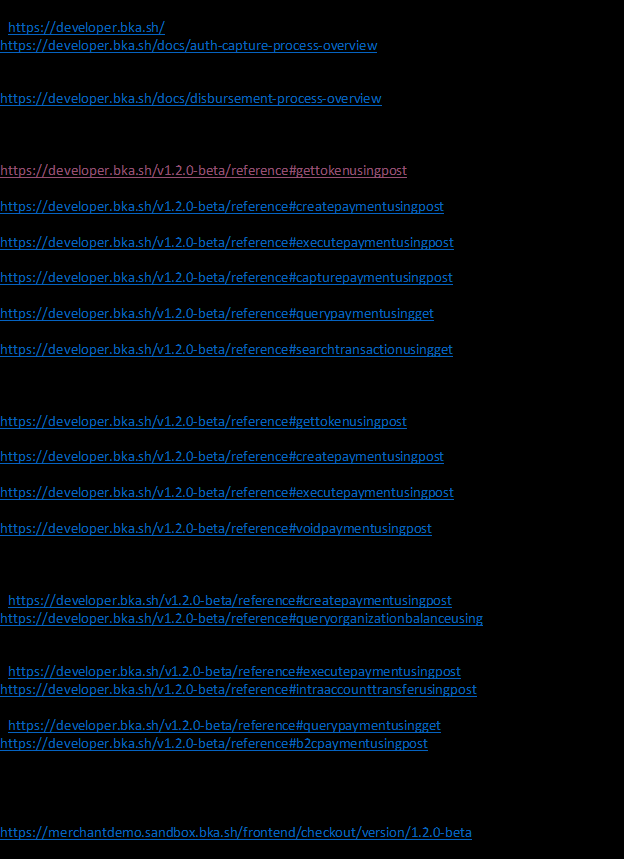 https://developer.bka.sh/
https://developer.bka.sh/docs/auth-capture-process-overview
https://developer.bka.sh/docs/disbursement-process-overview
https://developer.bka.sh/v1.2.0-beta/reference#gettokenusingpost
https://developer.bka.sh/v1.2.0-beta/reference#createpaymentusingpost
https://developer.bka.sh/v1.2.0-beta/reference#executepaymentusingpost
https://developer.bka.sh/v1.2.0-beta/reference#capturepaymentusingpost
https://developer.bka.sh/v1.2.0-beta/reference#querypaymentusingget
https://developer.bka.sh/v1.2.0-beta/reference#searchtransactionusingget
https://developer.bka.sh/v1.2.0-beta/reference#gettokenusingpost
https://developer.bka.sh/v1.2.0-beta/reference#createpaymentusingpost
https://developer.bka.sh/v1.2.0-beta/reference#executepaymentusingpost
https://developer.bka.sh/v1.2.0-beta/reference#voidpaymentusingpost
https://developer.bka.sh/v1.2.0-beta/reference#createpaymentusingpost
https://developer.bka.sh/v1.2.0-beta/reference#queryorganizationbalanceusing
https://developer.bka.sh/v1.2.0-beta/reference#executepaymentusingpost
https://developer.bka.sh/v1.2.0-beta/reference#intraaccounttransferusingpost
https://developer.bka.sh/v1.2.0-beta/reference#querypaymentusingget
https://developer.bka.sh/v1.2.0-beta/reference#b2cpaymentusingpost
https://merchantdemo.sandbox.bka.sh/frontend/checkout/version/1.2.0-beta